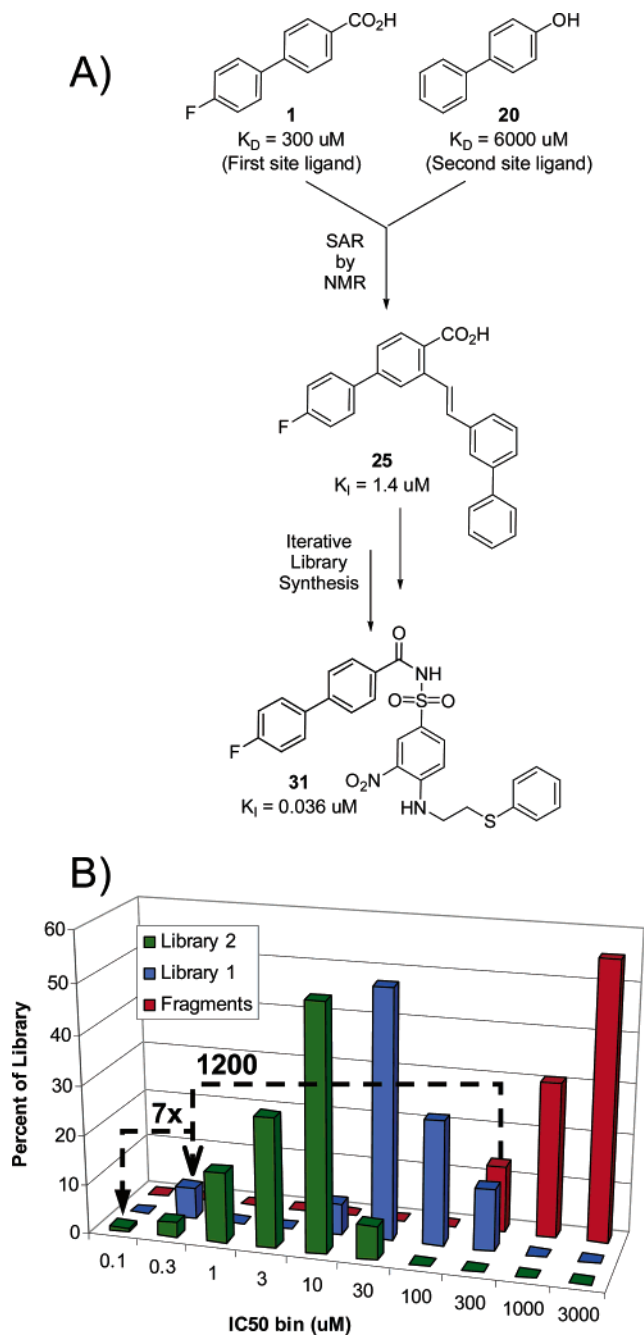 A)
CO2H
F
1
KD = 300 uM
(First site ligand)
OH
20
KD = 6000 uM
(Second site ligand)
SAR
by
NMR
CO2H
F
25
KI = 1.4 uM
Iterative
Library
Synthesis
O
NH
O=S=O
F
O2N
HN
S
31
KI = 0.036 uM
B)
60
50
40
30
20
10
0
Percent of Library
Library 2
Library 1
Fragments
1200
7x
0.1 0.3 1 3 10 30 100 300 1000 3000
IC50 bin (uM)